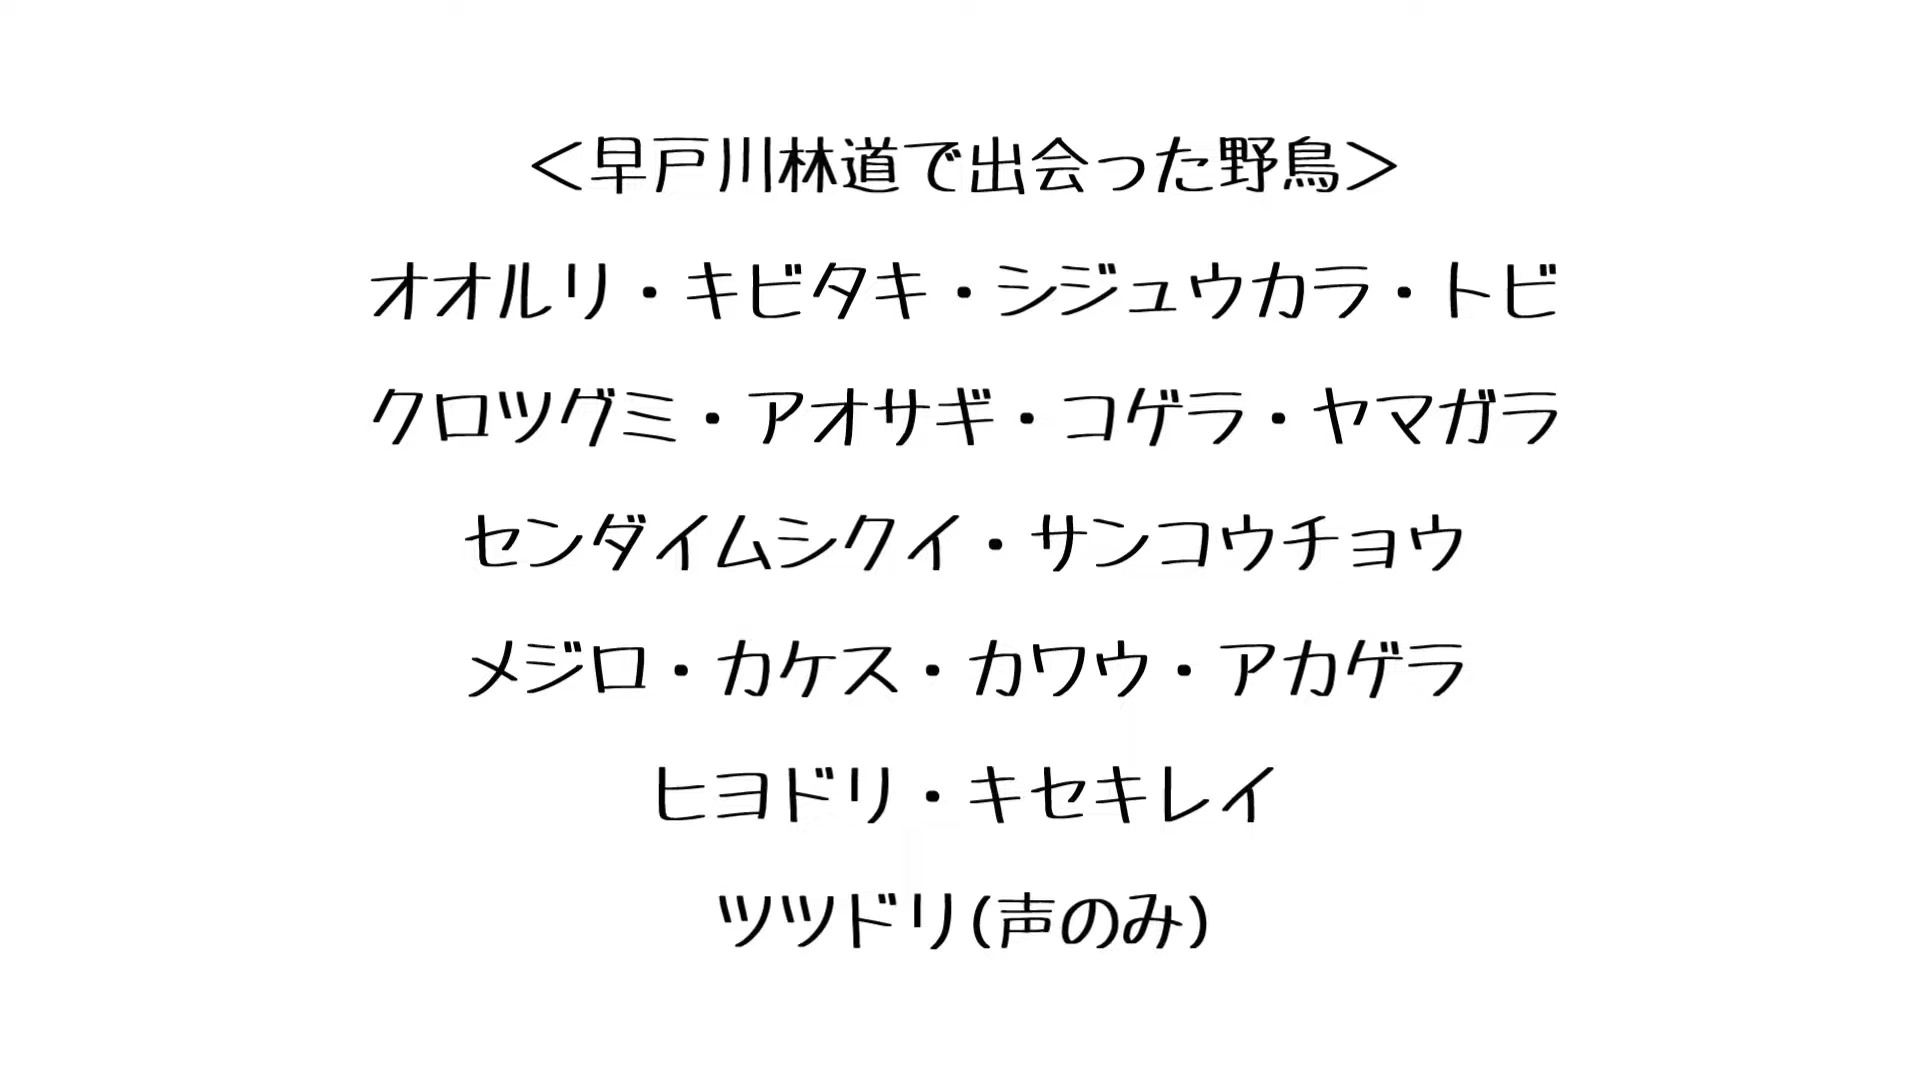 ＜早戸川林道で出会った野鳥＞
オオルリ・キビタキ・シジュウカラ・トビ
クロツグミ・アオサギ・コゲラ・ヤマガラ
センダイムシクイ・サンコウチョウ
メジロ・カケス・カワウ・アカゲラ
ヒヨドリ・キセキレイ
ツツドリ(声のみ)